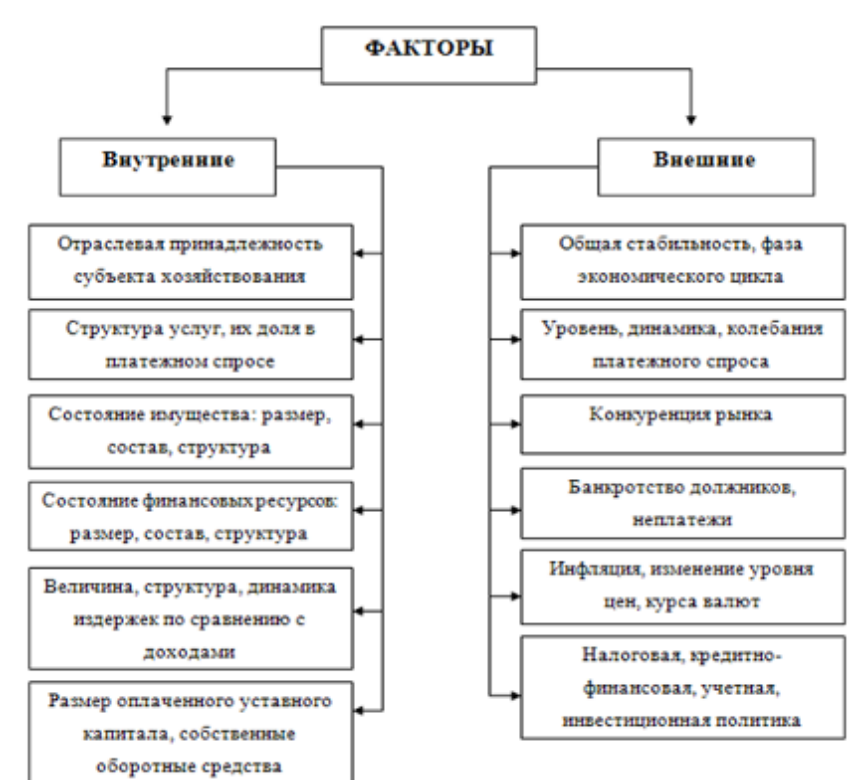 ФАКТОРЫ
Внутренние
Отраслевая принадлежность
субъекта хозяйствования
Структура услуг, их доля в
платежном спросе
Состояние имущества: размер,
состав, структура
Состояние финансовых ресурсов:
размер, состав, структура
Величина, структура, динамика
издержек по сравнению с
доходами
Размер оплаченного уставного
капитала, собственные
оборотные средства
Внешние
Общая стабильность, фаза
экономического цикла
Уровень, динамика, колебания
платежного спроса
Конкуренция рынка
Банкротство должников,
неплатежи
Инфляция, изменение уровня
цен, курса валют
Налоговая, кредитно-
финансовая, учетная,
инвестиционная политика